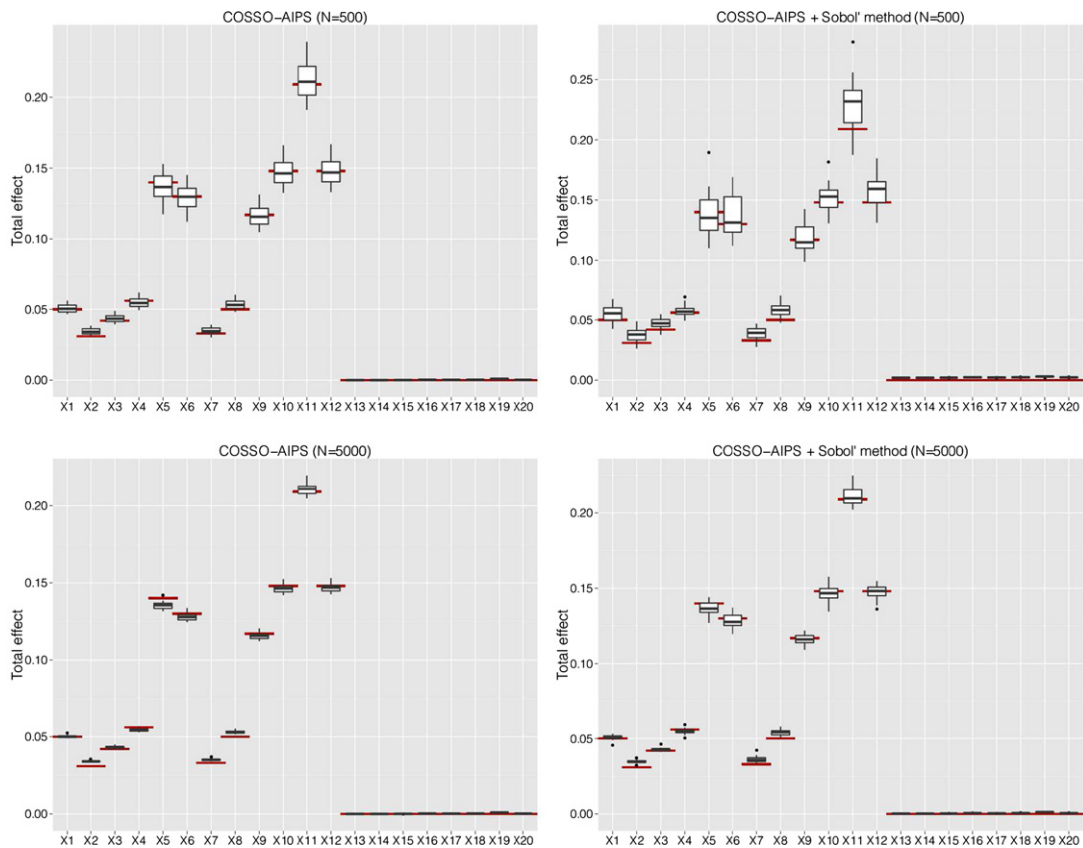 COSSO-AIPS (N=500)
Total effect
0.20
0.15
0.10
0.05
0.00
X1 X2 X3 X4 X5 X6 X7 X8 X9 X10 X11 X12 X13 X14 X15 X16 X17 X18 X19 X20
COSSO-AIPS + Sobol' method (N=500)
Total effect
0.25
0.20
0.15
0.10
0.05
0.00
X1 X2 X3 X4 X5 X6 X7 X8 X9 X10 X11 X12 X13 X14 X15 X16 X17 X18 X19 X20
COSSO-AIPS (N=5000)
Total effect
0.20
0.15
0.10
0.05
0.00
X1 X2 X3 X4 X5 X6 X7 X8 X9 X10 X11 X12 X13 X14 X15 X16 X17 X18 X19 X20
COSSO-AIPS + Sobol' method (N=5000)
Total effect
0.20
0.15
0.10
0.05
0.00
X1 X2 X3 X4 X5 X6 X7 X8 X9 X10 X11 X12 X13 X14 X15 X16 X17 X18 X19 X20